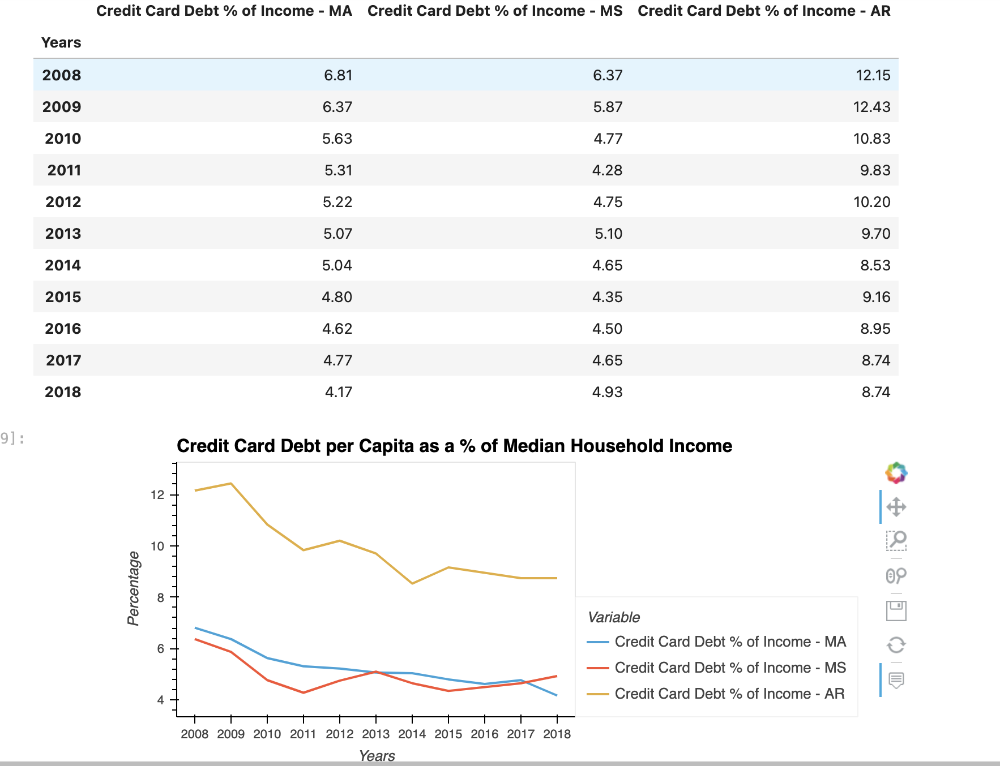 Credit Card Debt % of Income - MA Credit Card Debt % of Income - MS Credit Card Debt % of Income - AR
Years
2008 6.81 6.37 12.15
2009 6.37 5.87 12.43
2010 5.63 4.77 10.83
2011 5.31 4.28 9.83
2012 5.22 4.75 10.20
2013 5.07 5.10 9.70
2014 5.04 4.65 8.53
2015 4.80 4.35 9.16
2016 4.62 4.50 8.95
2017 4.77 4.65 8.74
2018 4.17 4.93 8.74
9]:
Credit Card Debt per Capita as a % of Median Household Income
12
10
8
6
4
Percentage
Variable
Credit Card Debt % of Income - MA
Credit Card Debt % of Income - MS
Credit Card Debt % of Income - AR
2008 2009 2010 2011 2012 2013 2014 2015 2016 2017 2018
Years